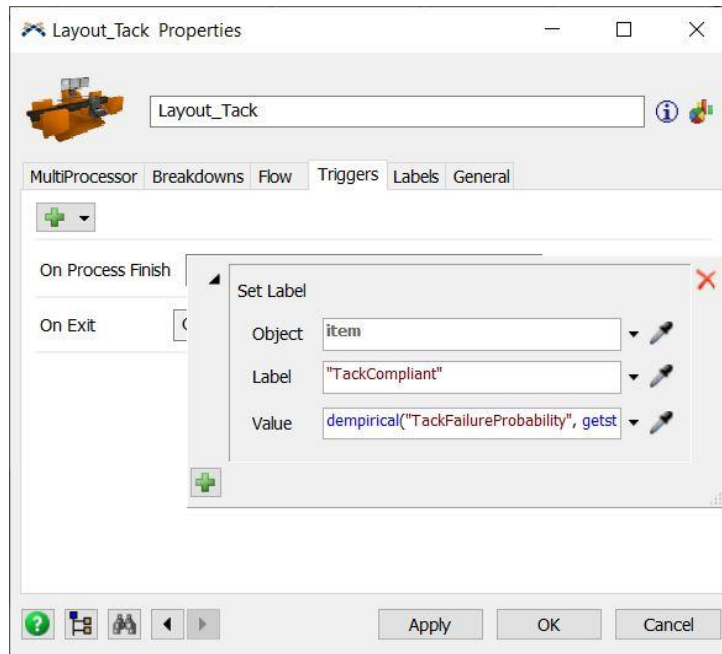 Layout_Tack Properties
Layout_Tack
MultiProcessor Breakdowns Flow Triggers Labels General
On Process Finish
Set Label
On Exit
Object item
Label "TackCompliant"
Value dempirical("TackFailureProbability", getst
Apply OK Cancel